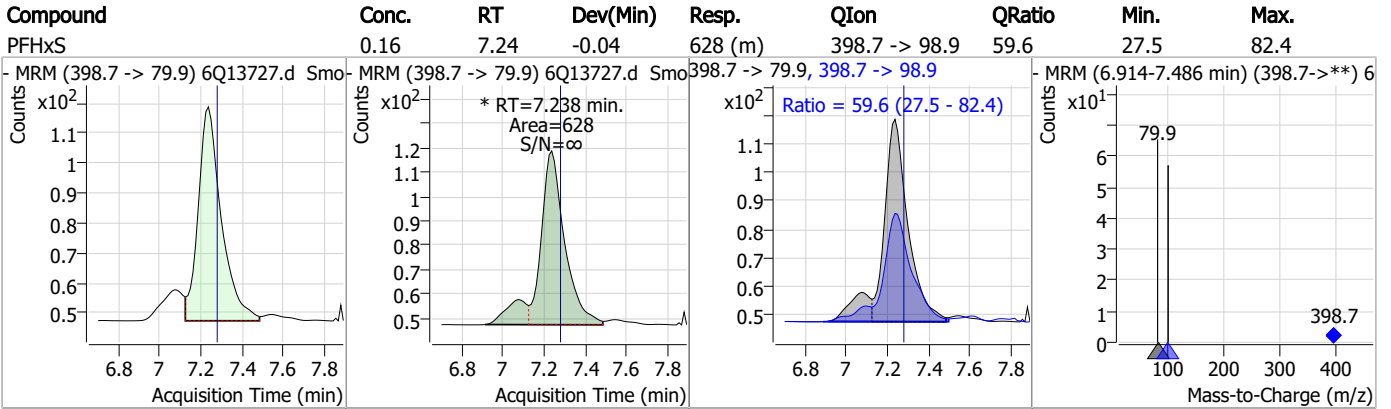 Compound Conc. RT Dev(Min) Resp. QIon QRatio Min. Max.
PFHxS 0.16 7.24 -0.04 628 (m) 398.7 -> 98.9 59.6 27.5 82.4
- MRM (398.7 -> 79.9) 6Q13727.d Smo
Counts
x10²
1.1
1
0.9
0.8
0.7
0.6
0.5
6.8 7 7.2 7.4 7.6 7.8
Acquisition Time (min)
- MRM (398.7 -> 79.9) 6Q13727.d Smo
x10²
* RT=7.238 min.
Area=628
S/N=∞
1.2
1.1
1
0.9
0.8
0.7
0.6
0.5
6.8 7 7.2 7.4 7.6 7.8
Acquisition Time (min)
398.7 -> 79.9, 398.7 -> 98.9
x10²
Ratio = 59.6 (27.5 - 82.4)
1.1
1
0.9
0.8
0.7
0.6
0.5
6.8 7 7.2 7.4 7.6 7.8
Acquisition Time (min)
- MRM (6.914-7.486 min) (398.7->**) 6
Counts
x10¹
79.9
6
5
4
3
2
1
0
398.7
100 200 300 400
Mass-to-Charge (m/z)